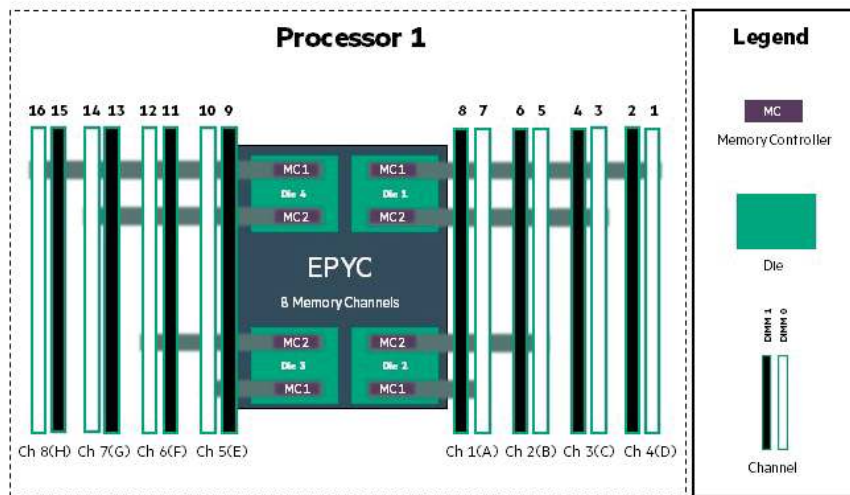 Processor 1
16 15 14 13 12 11 10 9 8 7 6 5 4 3 2 1
MC1 MC1
Die 4 Die 1
MC2 MC2
EPYC
8 Memory Channels
MC2 MC2
Die 3 Die 2
MC1 MC1
Ch 8(H) Ch 7(G) Ch 6(F) Ch 5(E) Ch 1(A) Ch 2(B) Ch 3(C) Ch 4(D)
Legend
MC
Memory Controller
Die
DIMM 1
DIMM 0
Channel